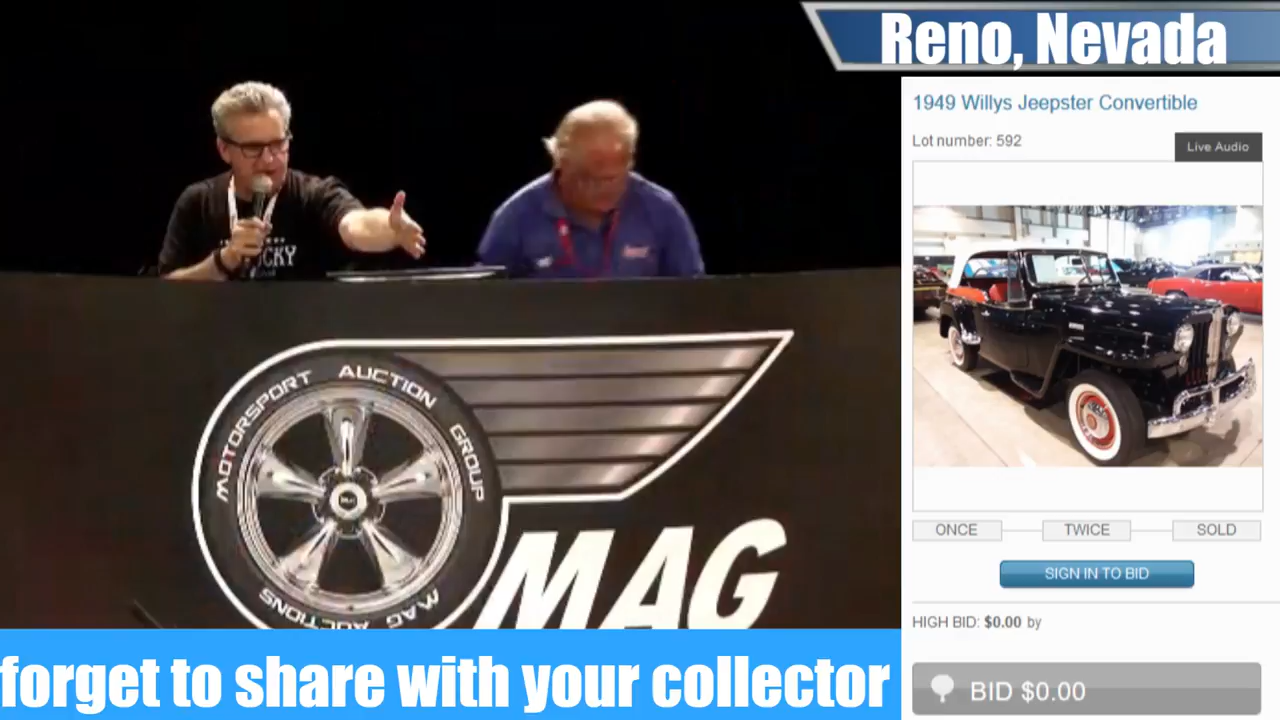 Reno, Nevada
1949 Willys Jeepster Convertible
Lot number: 592
Live Audio
MOTORSPORT AUCTION GROUP
MAG AUCTIONS
MAG
ONCE
TWICE
SOLD
SIGN IN TO BID
HIGH BID: $0.00 by
BID $0.00
forget to share with your collector